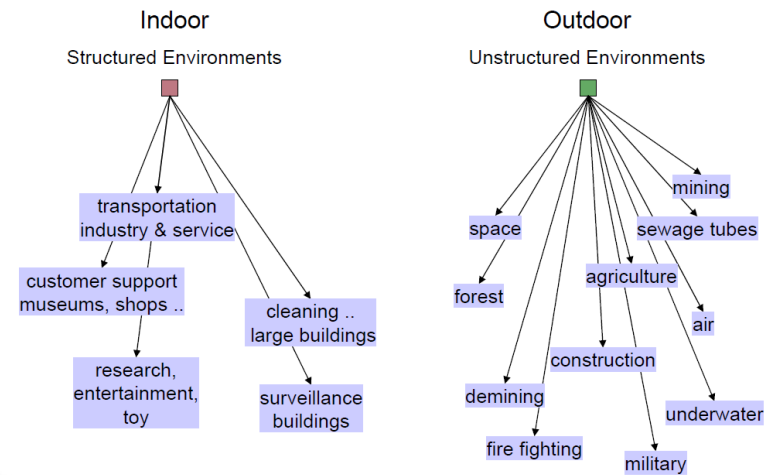 Indoor
Structured Environments
transportation
industry & service
customer support
museums, shops ..
cleaning ..
large buildings
research,
entertainment,
toy
surveillance
buildings
Outdoor
Unstructured Environments
mining
space
sewage tubes
agriculture
forest
air
construction
demining
underwater
fire fighting
military